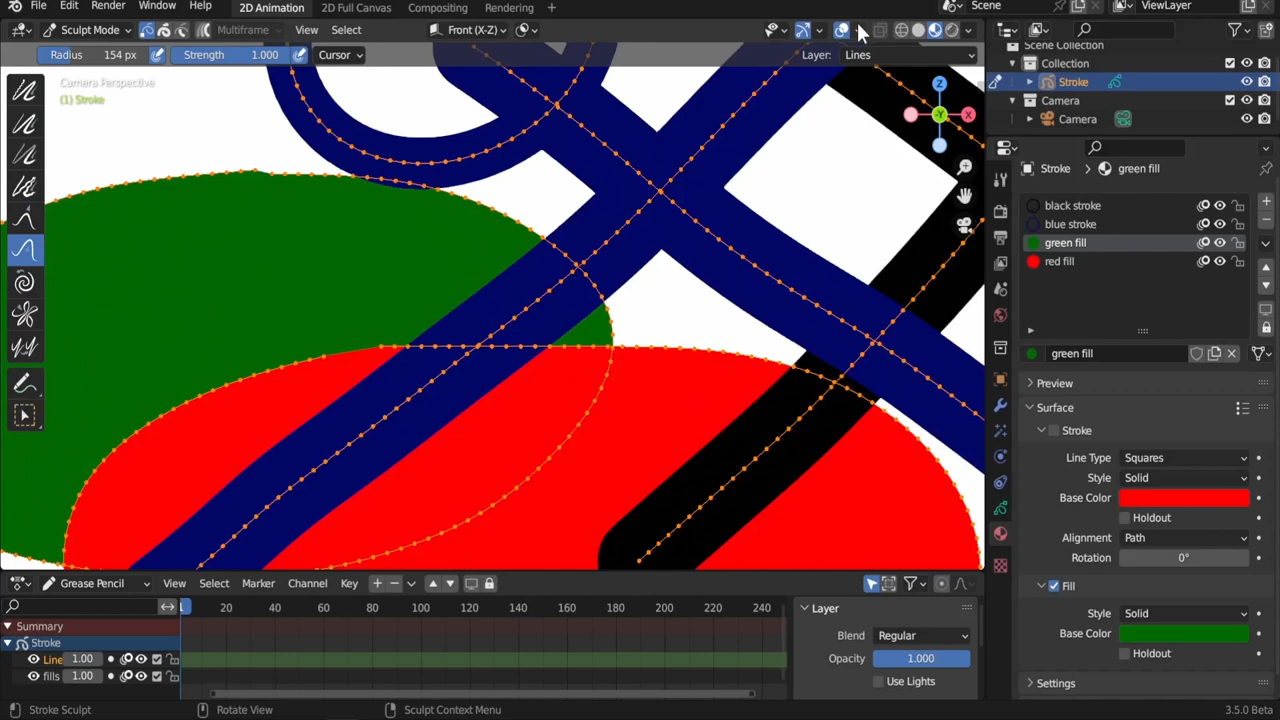 File Edit Render Window Help 2D Animation 2D Full Canvas Compositing Rendering + Scene ViewLayer
Sculpt Mode Multiframe View Select Front (X-Z)
Radius 154 px Strength 1.000 Cursor Layer: Lines
Camera Perspective
(1) Stroke
Z
-Y
X
Scene Collection
Collection
Stroke
Camera
Camera
Stroke green fill
black stroke
blue stroke
green fill
red fill
green fill
Preview
Surface
Stroke
Line Type Squares
Style Solid
Base Color
Holdout
Alignment Path
Rotation 0°
Fill
Style Solid
Base Color
Holdout
Settings
Grease Pencil View Select Marker Channel Key
1 20 40 60 80 100 120 140 160 180 200 220 240
Summary
Stroke
Line 1.00
fills 1.00
Layer
Blend Regular
Opacity 1.000
Use Lights
Stroke Sculpt Rotate View Sculpt Context Menu 3.5.0 Beta